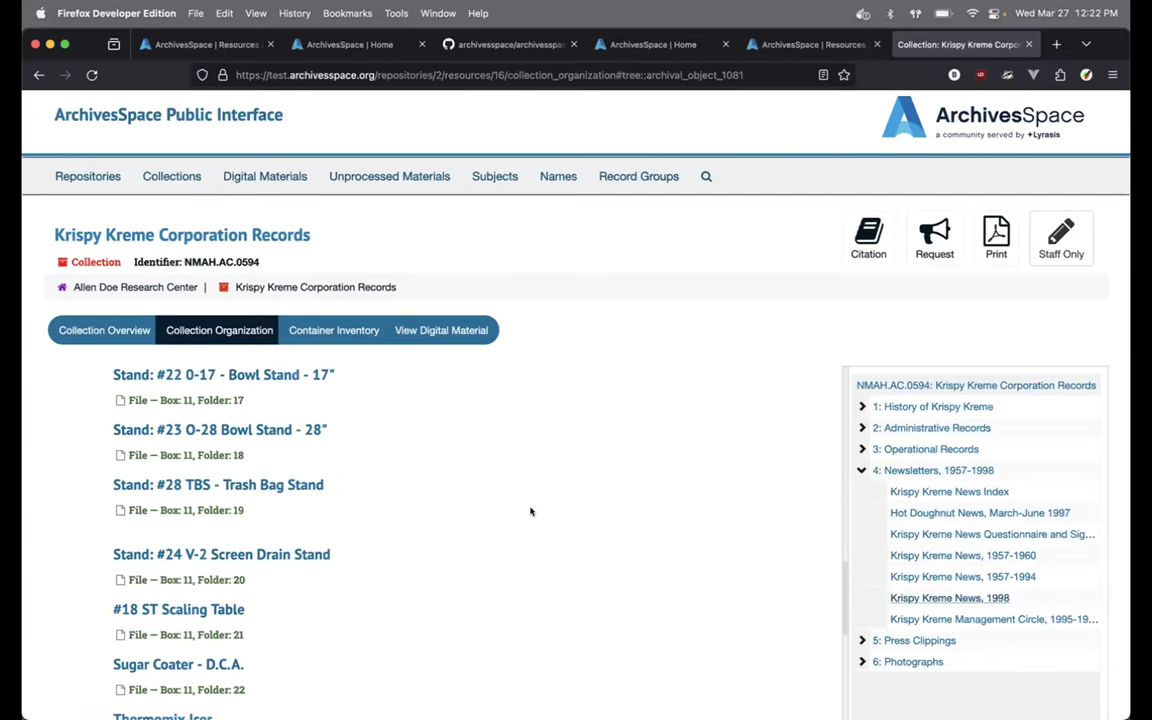 Firefox Developer Edition File Edit View History Bookmarks Tools Window Help Wed Mar 27 12:22 PM
ArchivesSpace | Resources ArchivesSpace | Home archivesspace/archivesspac ArchivesSpace | Home ArchivesSpace | Resources Collection: Krispy Kreme Corpor
https://test.archivesspace.org/repositories/2/resources/16/collection_organization#tree::archival_object_1081
ArchivesSpace Public Interface
ArchivesSpace
a community served by +Lyrasis
Repositories Collections Digital Materials Unprocessed Materials Subjects Names Record Groups
Krispy Kreme Corporation Records
Collection Identifier: NMAH.AC.0594
Citation Request Print Staff Only
Allen Doe Research Center | Krispy Kreme Corporation Records
Collection Overview Collection Organization Container Inventory View Digital Material
Stand: #22 0-17 - Bowl Stand - 17"
File — Box: 11, Folder: 17
Stand: #23 O-28 Bowl Stand - 28"
File — Box: 11, Folder: 18
Stand: #28 TBS - Trash Bag Stand
File — Box: 11, Folder: 19
Stand: #24 V-2 Screen Drain Stand
File — Box: 11, Folder: 20
#18 ST Scaling Table
File — Box: 11, Folder: 21
Sugar Coater - D.C.A.
File — Box: 11, Folder: 22
Thermomix Icer
NMAH.AC.0594: Krispy Kreme Corporation Records
1: History of Krispy Kreme
2: Administrative Records
3: Operational Records
4: Newsletters, 1957-1998
Krispy Kreme News Index
Hot Doughnut News, March-June 1997
Krispy Kreme News Questionnaire and Sig...
Krispy Kreme News, 1957-1960
Krispy Kreme News, 1957-1994
Krispy Kreme News, 1998
Krispy Kreme Management Circle, 1995-19...
5: Press Clippings
6: Photographs